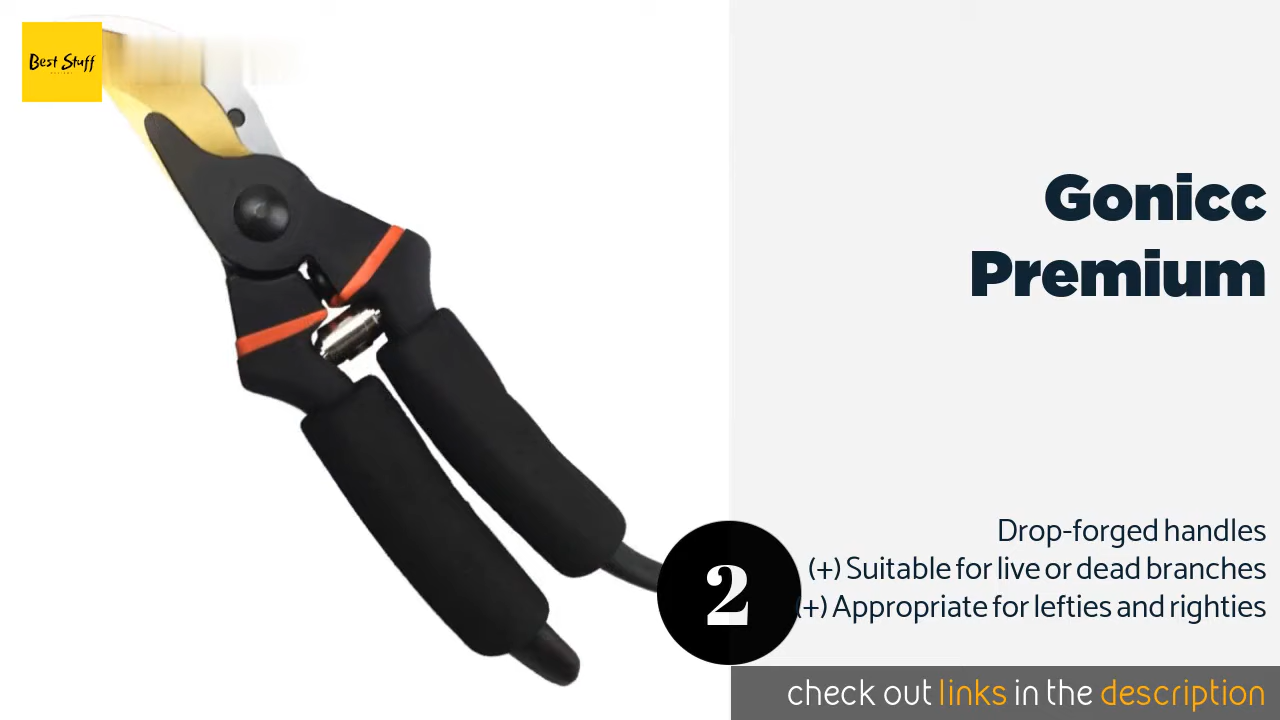 Best Stuff
Gonicc
Premium
Drop-forged handles
(+) Suitable for live or dead branches
(+) Appropriate for lefties and righties
2
check out links in the description